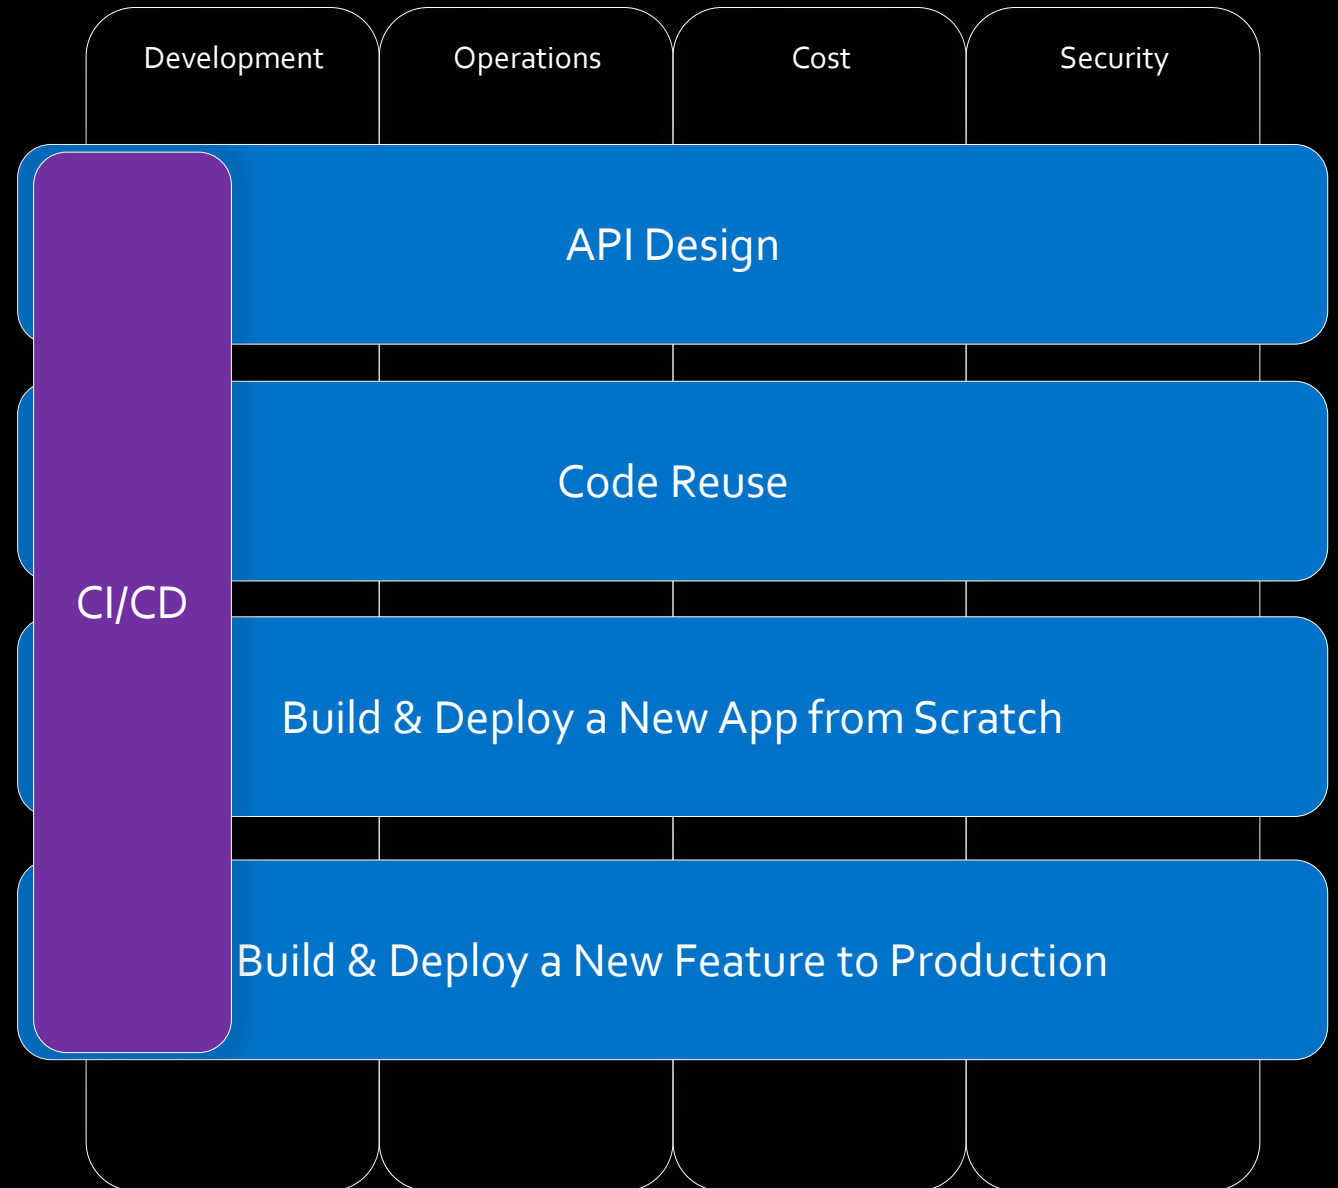 Development
Operations
Cost
Security
API Design
Code Reuse
CI/CD
Build & Deploy a New App from Scratch
Build & Deploy a New Feature to Production